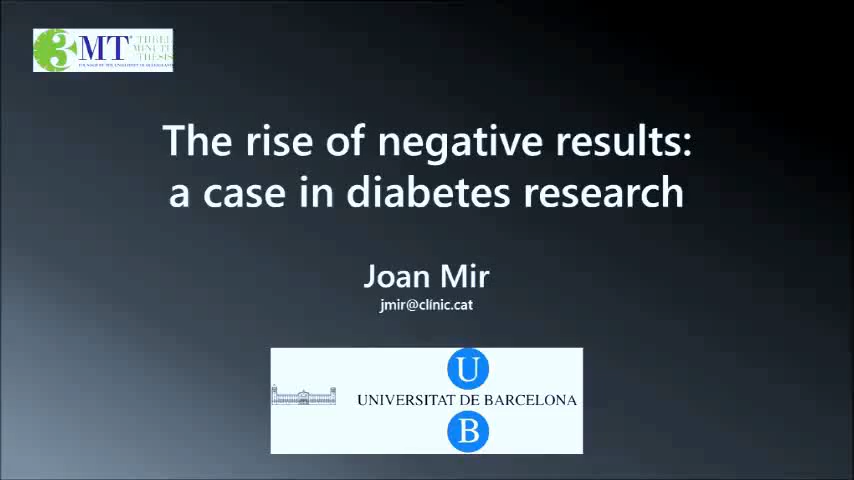 3MT® THREE
MINUTE
THESIS
The rise of negative results:
a case in diabetes research
Joan Mir
jmir@clínic.cat
U
UNIVERSITAT DE BARCELONA
B